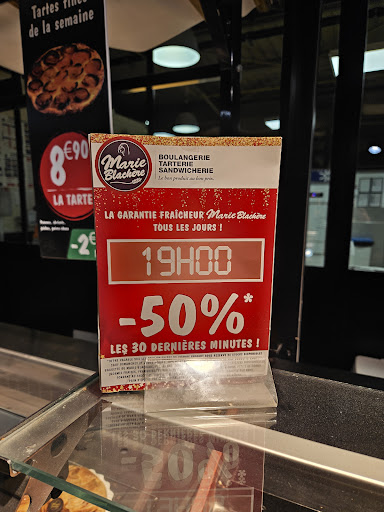 Tartes fines
de la semaine
8€90
LA TARTE
-2€
Marie
Blachère
BOULANGERIE
TARTERIE
SANDWICHERIE
Le bon produit au bon prix.
LA GARANTIE FRAÎCHEUR Marie Blachère
TOUS LES JOURS !
19H00
-50%*
LES 30 DERNIÈRES MINUTES !